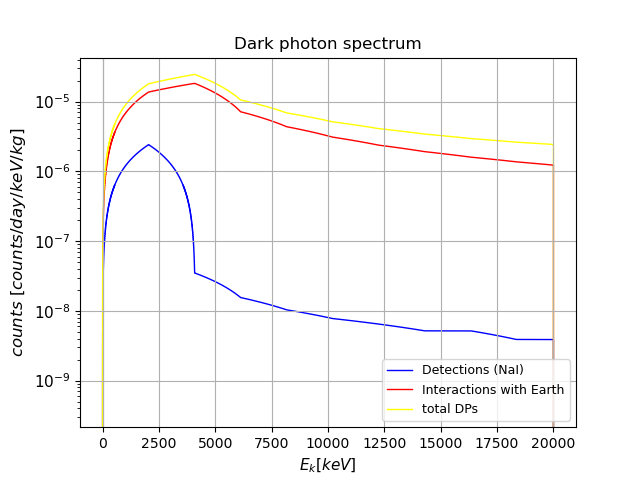 Dark photon spectrum
counts [counts/day/keV/kg]
10⁻⁵
10⁻⁶
10⁻⁷
10⁻⁸
10⁻⁹
Detections (NaI)
Interactions with Earth
total DPs
0 2500 5000 7500 10000 12500 15000 17500 20000
E_k[keV]